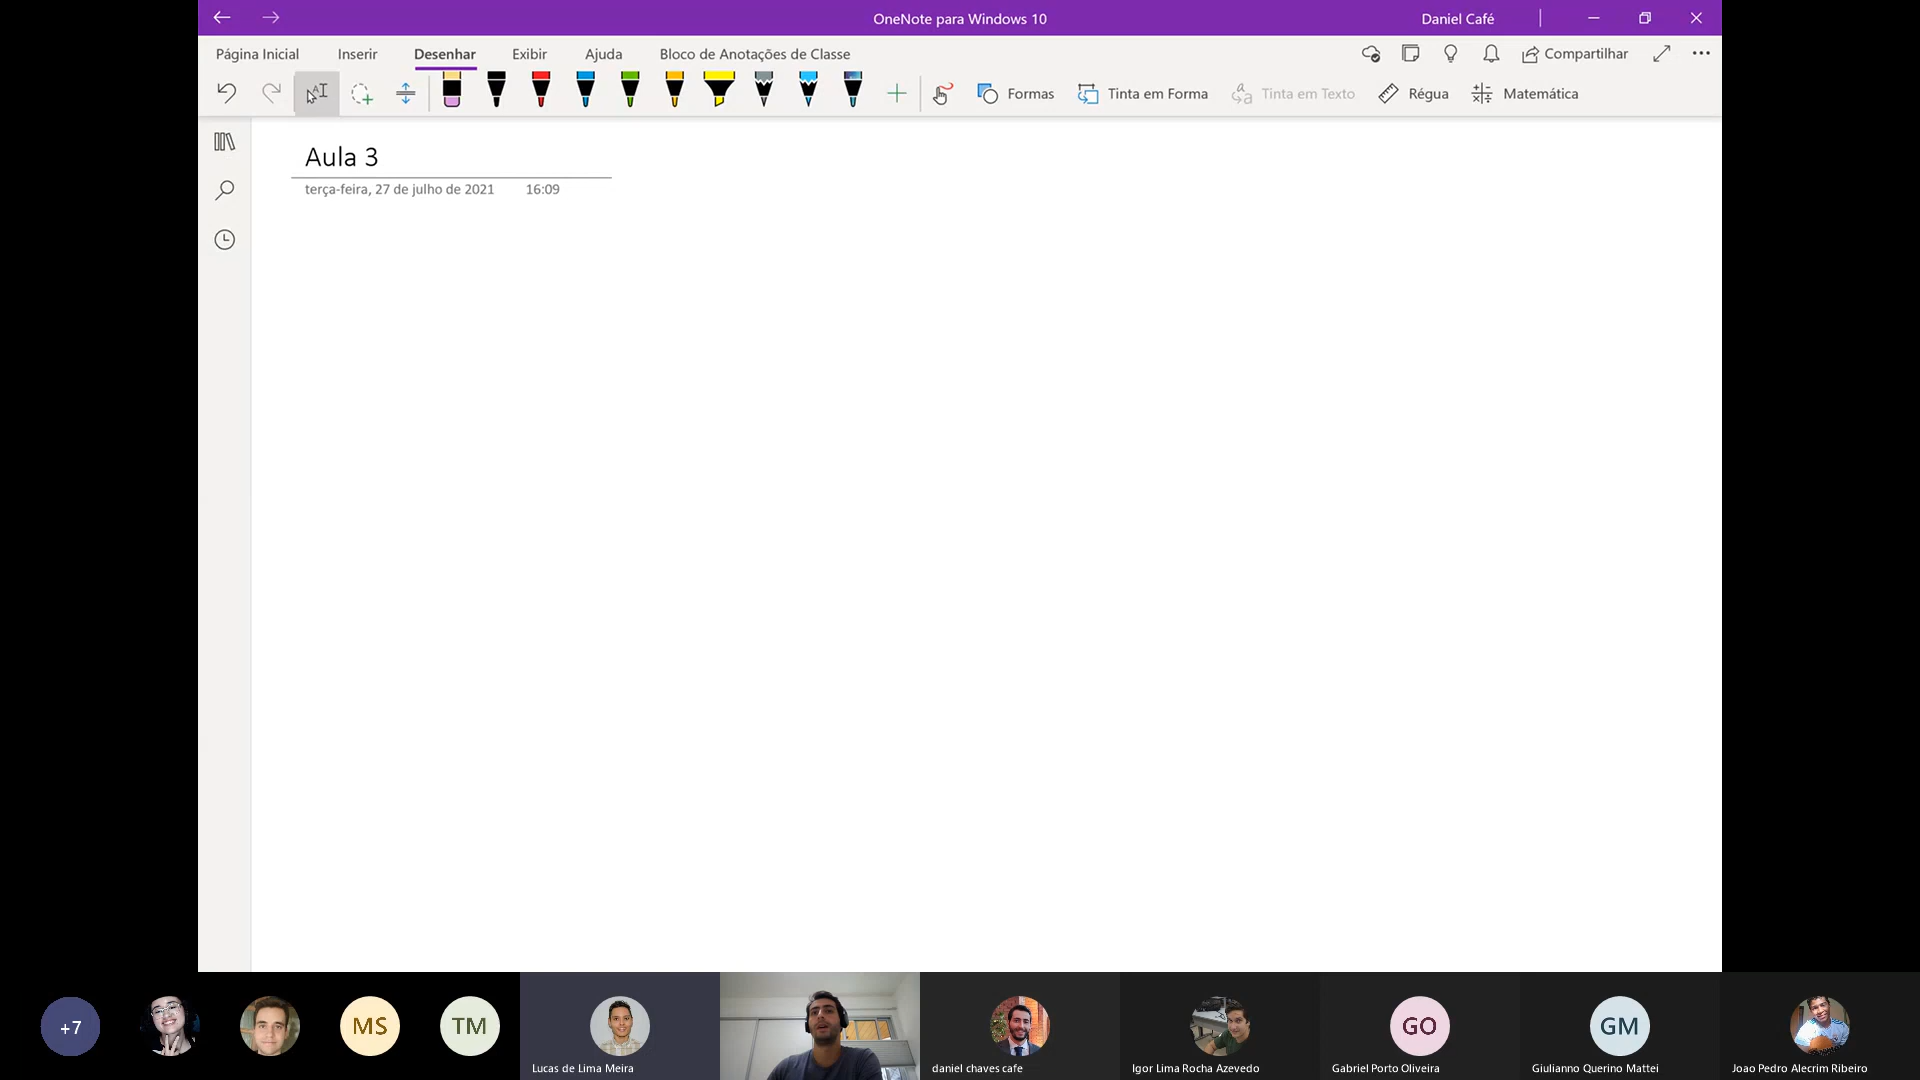 OneNote para Windows 10
Daniel Café
Página Inicial
Inserir
Desenhar
Exibir
Ajuda
Bloco de Anotações de Classe
Compartilhar
Formas
Tinta em Forma
Tinta em Texto
Régua
Matemática
Aula 3
terça-feira, 27 de julho de 2021 16:09
+7
MS
TM
GO
GM
Lucas de Lima Meira
daniel chaves cafe
Igor Lima Rocha Azevedo
Gabriel Porto Oliveira
Giulianno Querino Mattei
Joao Pedro Alecrim Ribeiro